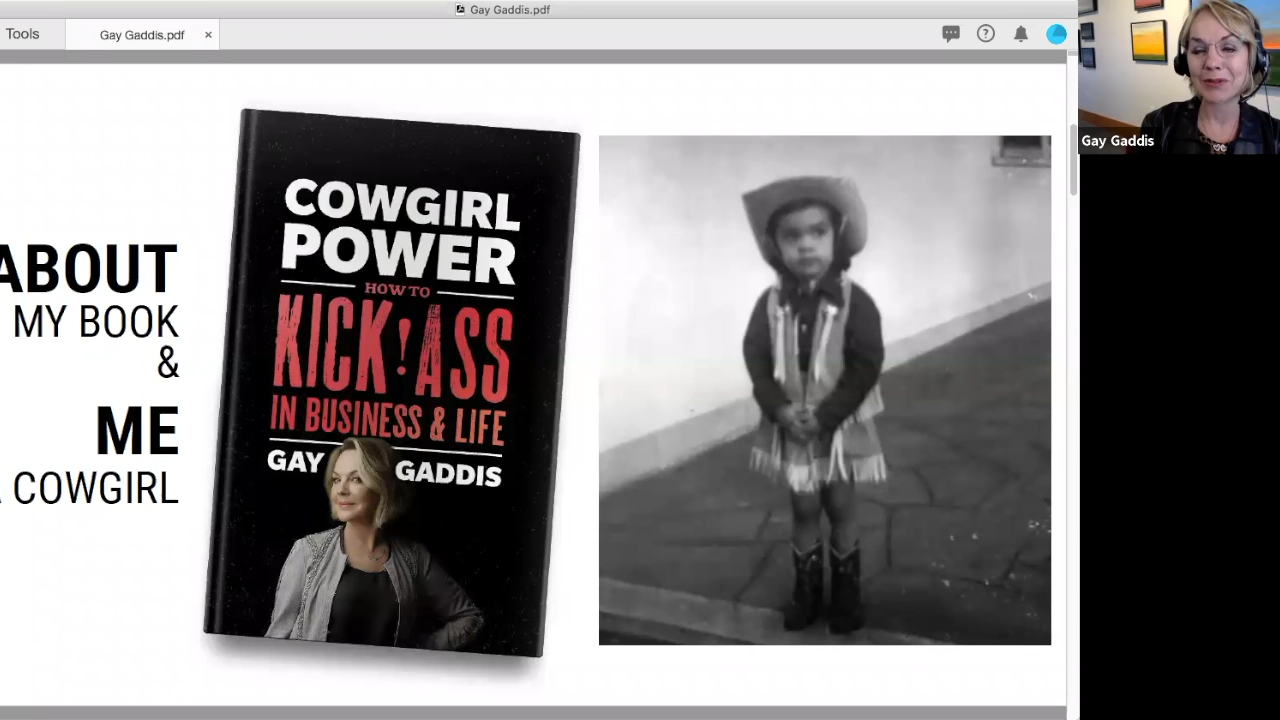 Gay Gaddis.pdf
Tools
Gay Gaddis.pdf
×
ABOUT
MY BOOK
&
ME
COWGIRL
COWGIRL
POWER
HOW TO
KICK!ASS
IN BUSINESS & LIFE
GAY GADDIS
Gay Gaddis